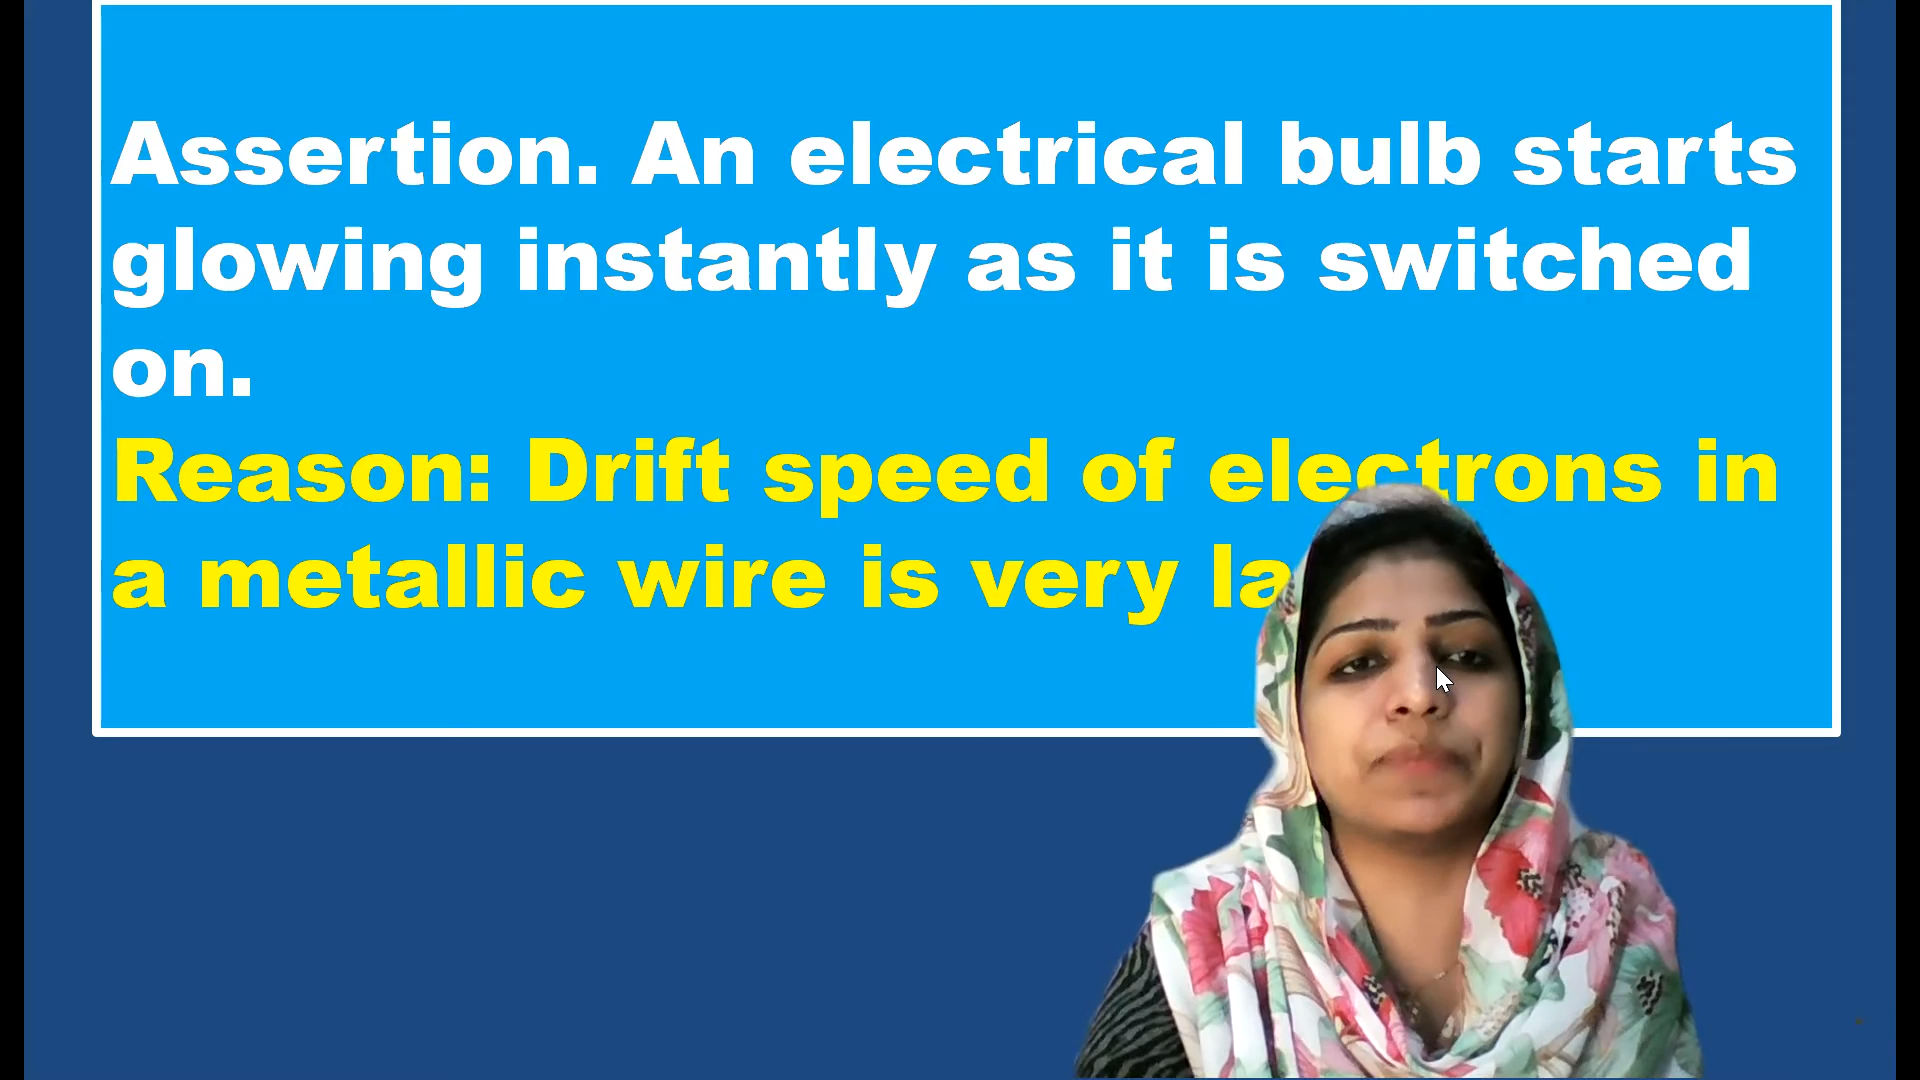 Assertion. An electrical bulb starts
glowing instantly as it is switched
on.
Reason: Drift speed of electrons in
a metallic wire is very